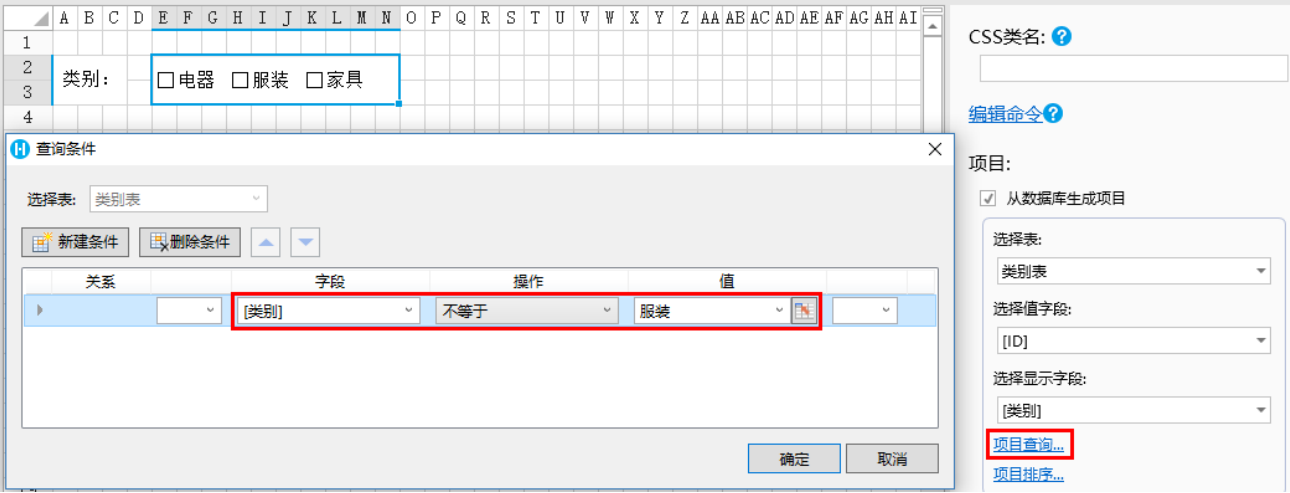 A B C D E F G H I J K L M N O P Q R S T U V W X Y Z AA AB AC AD AE AF AG AH AI
1
2
3
4
类别：
电器 服装 家具
查询条件
选择表: 类别表
新建条件 删除条件
关系 字段 操作 值
[类别] 不等于 服装
确定 取消
CSS类名:
编辑命令
项目:
从数据库生成项目
选择表:
类别表
选择值字段:
[ID]
选择显示字段:
[类别]
项目查询...
项目排序...